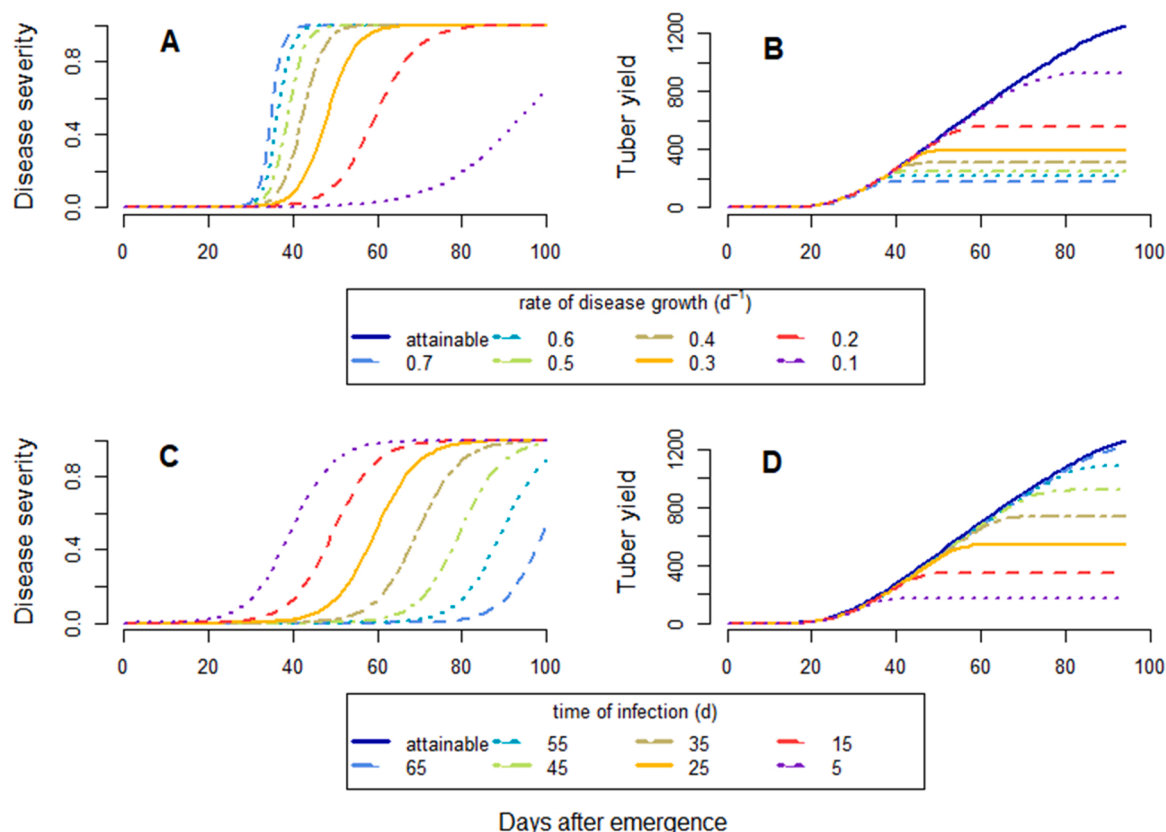 A
B
Disease severity
0.0 0.4 0.8
0 20 40 60 80 100
Tuber yield
0 400 800 1200
0 20 40 60 80 100
rate of disease growth (d⁻¹)
attainable 0.6 0.4 0.2
0.7 0.5 0.3 0.1
C
D
Disease severity
0.0 0.4 0.8
0 20 40 60 80 100
Tuber yield
0 400 800 1200
0 20 40 60 80 100
time of infection (d)
attainable 55 35 15
65 45 25 5
Days after emergence